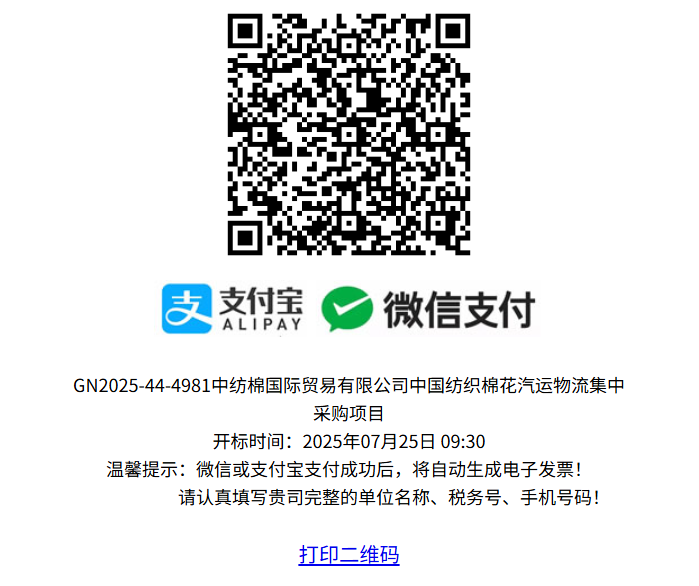 支付宝
ALIPAY
微信支付
GN2025-44-4981中纺棉国际贸易有限公司中国纺织棉花汽运物流集中
采购项目
开标时间：2025年07月25日 09:30
温馨提示：微信或支付宝支付成功后，将自动生成电子发票！
请认真填写贵司完整的单位名称、税务号、手机号码！
打印二维码